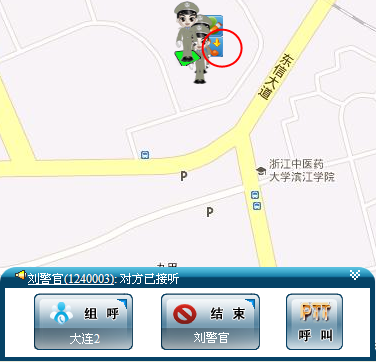 东信大道
浙江中医药
大学滨江学院
P
P
刘警官(1240003): 对方已接听
组 呼
大连2
结 束
刘警官
PTT
呼 叫